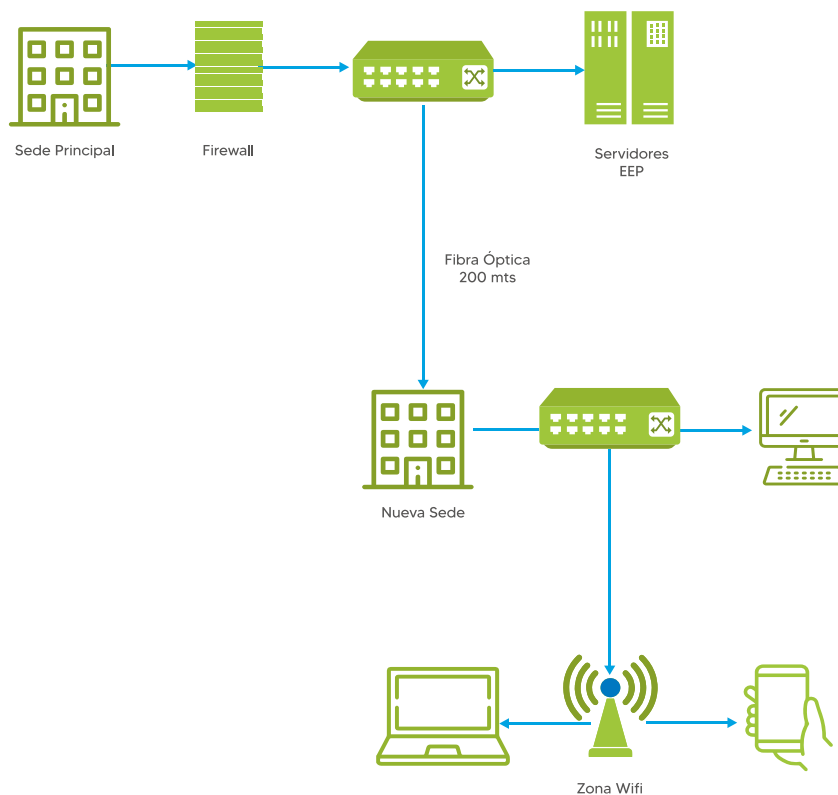 Sede Principal
Firewall
Servidores
EEP
Fibra Óptica
200 mts
Nueva Sede
Zona Wifi